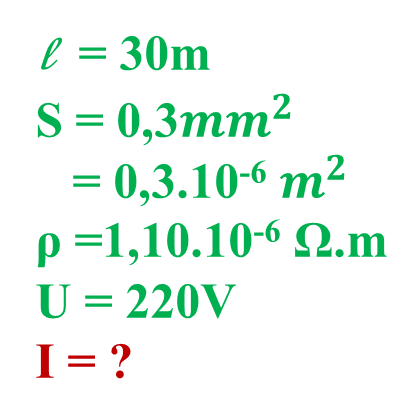 ℓ = 30m
S = 0,3mm²
= 0,3.10⁻⁶ m²
ρ =1,10.10⁻⁶ Ω.m
U = 220V
I = ?